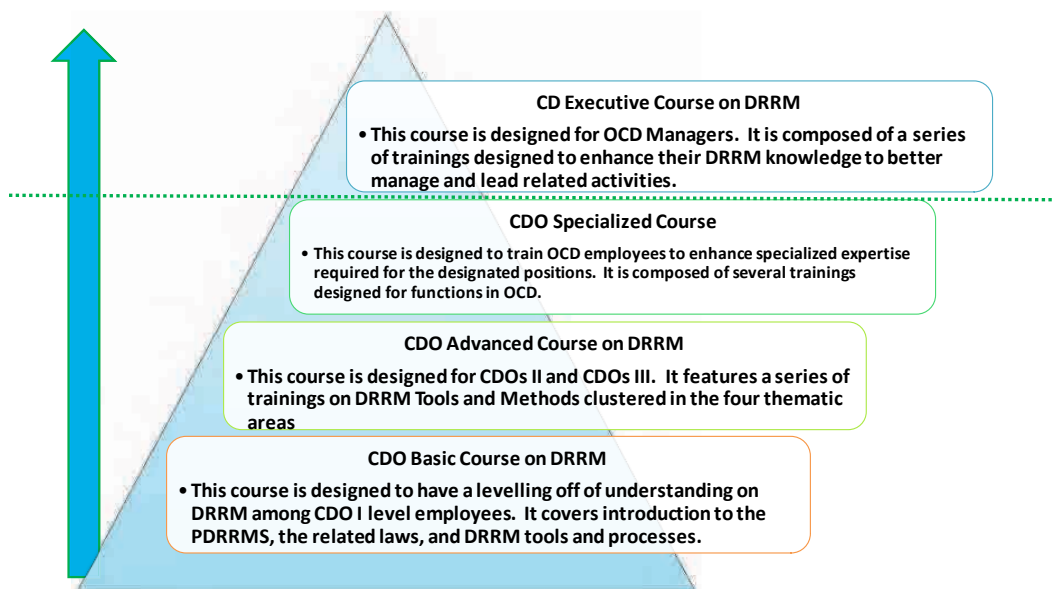 CD Executive Course on DRRM
• This course is designed for OCD Managers. It is composed of a series
of trainings designed to enhance their DRRM knowledge to better
manage and lead related activities.
CDO Specialized Course
• This course is designed to train OCD employees to enhance specialized expertise
required for the designated positions. It is composed of several trainings
designed for functions in OCD.
CDO Advanced Course on DRRM
• This course is designed for CDOs II and CDOs III. It features a series of
trainings on DRRM Tools and Methods clustered in the four thematic
areas
CDO Basic Course on DRRM
• This course is designed to have a levelling off of understanding on
DRRM among CDO I level employees. It covers introduction to the
PDRRMS, the related laws, and DRRM tools and processes.